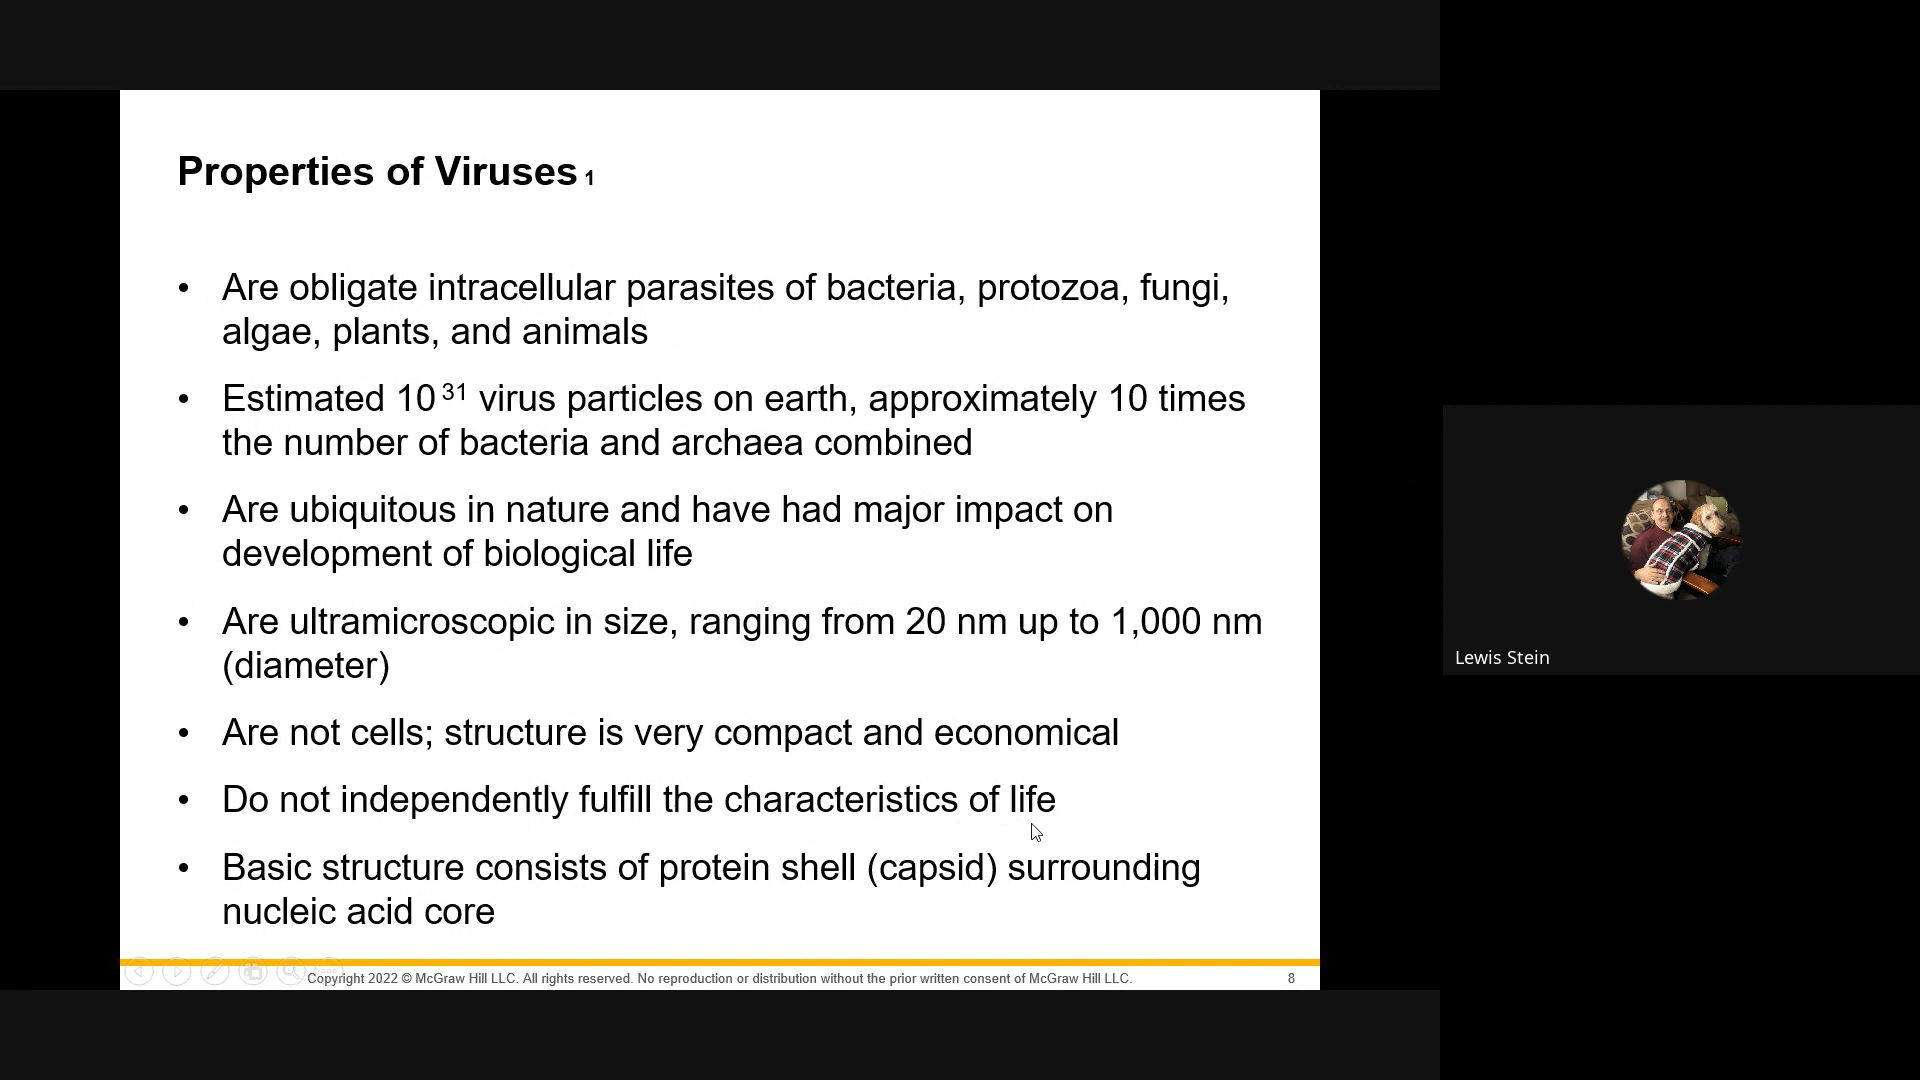 Properties of Viruses 1
• Are obligate intracellular parasites of bacteria, protozoa, fungi,
algae, plants, and animals
• Estimated 10 31 virus particles on earth, approximately 10 times
the number of bacteria and archaea combined
• Are ubiquitous in nature and have had major impact on
development of biological life
• Are ultramicroscopic in size, ranging from 20 nm up to 1,000 nm
(diameter)
• Are not cells; structure is very compact and economical
• Do not independently fulfill the characteristics of life
• Basic structure consists of protein shell (capsid) surrounding
nucleic acid core
Copyright 2022 © McGraw Hill LLC. All rights reserved. No reproduction or distribution without the prior written consent of McGraw Hill LLC.
8
Lewis Stein